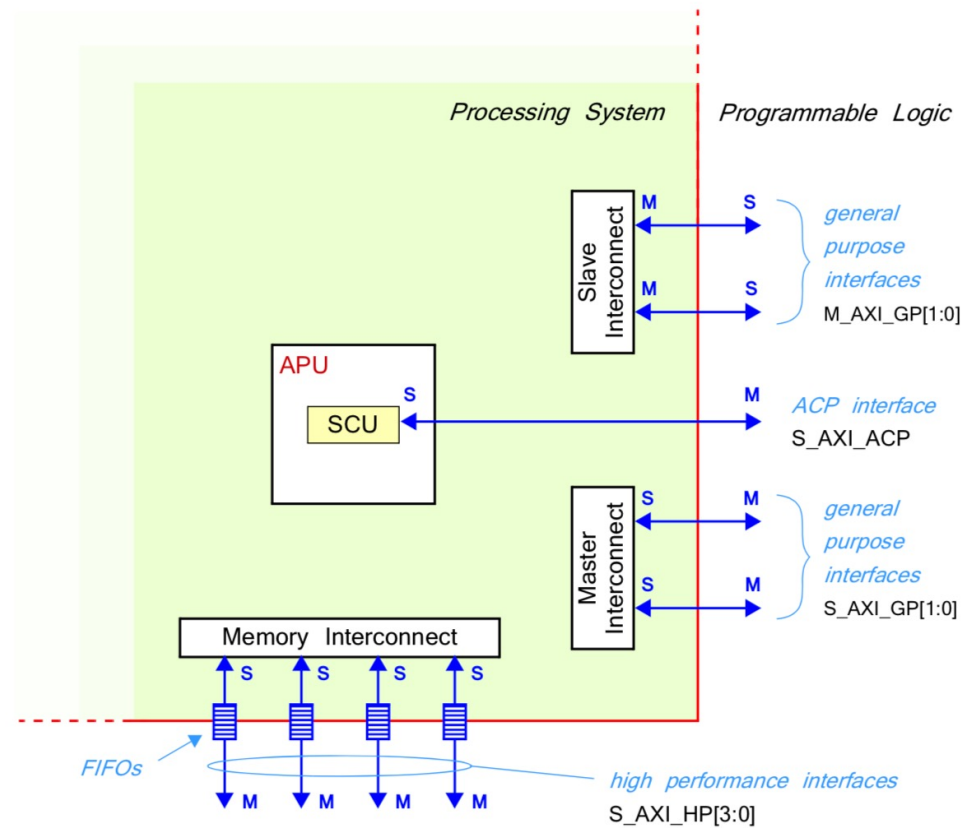 Processing System
Programmable Logic
Slave
Interconnect
M
S
M
S
general
purpose
interfaces
M_AXI_GP[1:0]
APU
SCU
S
M
ACP interface
S_AXI_ACP
Master
Interconnect
S
M
S
M
general
purpose
interfaces
S_AXI_GP[1:0]
Memory Interconnect
S
S
S
S
FIFOs
M
M
M
M
high performance interfaces
S_AXI_HP[3:0]